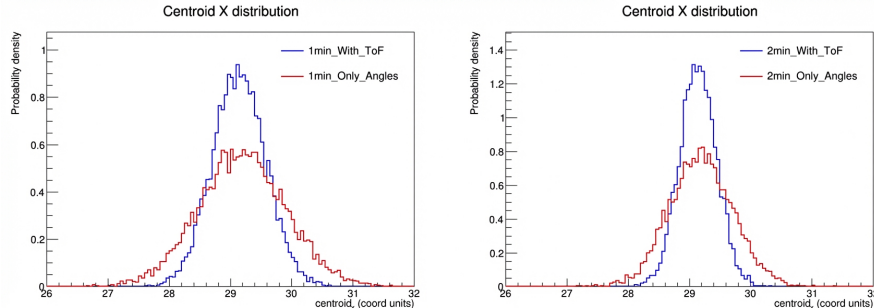 Centroid X distribution
Probability density
1
0.8
0.6
0.4
0.2
0
1min_With_ToF
1min_Only_Angles
26 27 28 29 30 31 32
centroid, (coord units)
Centroid X distribution
Probability density
1.4
1.2
1
0.8
0.6
0.4
0.2
0
2min_With_ToF
2min_Only_Angles
26 27 28 29 30 31
centroid, (coord units)